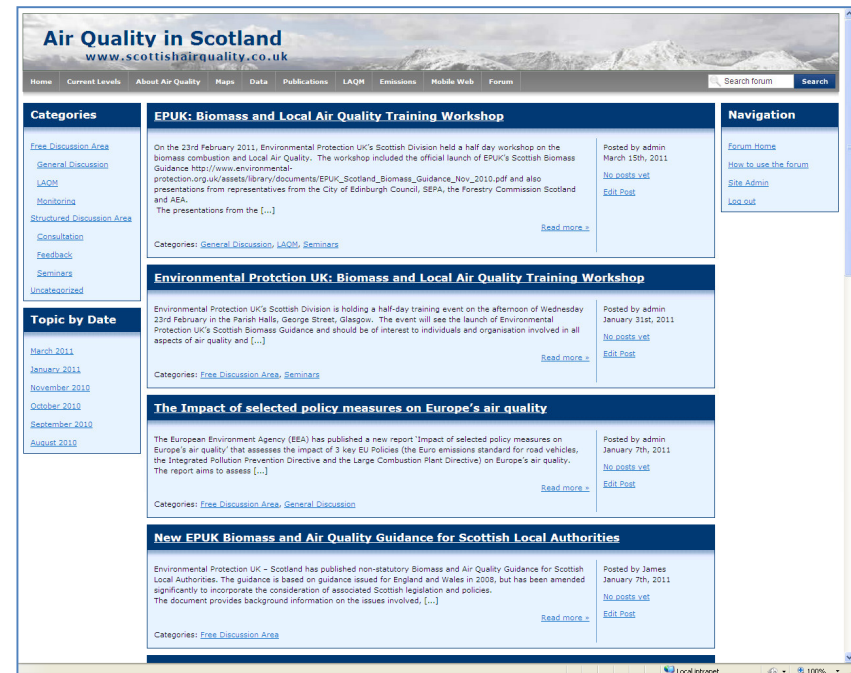 Air Quality in Scotland
www.scottishairquality.co.uk
Home Current Levels About Air Quality Maps Data Publications LAQM Emissions Mobile Web Forum
Search forum Search
Categories
Free Discussion Area
General Discussion
LAQM
Monitoring
Structured Discussion Area
Consultation
Feedback
Seminars
Uncategorized
Topic by Date
March 2011
January 2011
November 2010
October 2010
September 2010
August 2010
EPUK: Biomass and Local Air Quality Training Workshop
On the 23rd February 2011, Environmental Protection UK's Scottish Division held a half day workshop on the
biomass combustion and Local Air Quality. The workshop included the official launch of EPUK's Scottish Biomass
Guidance http://www.environmental-
protection.org.uk/assets/library/documents/EPUK_Scotland_Biomass_Guidance_Nov_2010.pdf and also
presentations from representatives from the City of Edinburgh Council, SEPA, the Forestry Commission Scotland
and AEA.
The presentations from the [...]
Read more »
Categories: General Discussion, LAQM, Seminars
Posted by admin
March 15th, 2011
No posts yet
Edit Post
Environmental Protction UK: Biomass and Local Air Quality Training Workshop
Environmental Protection UK's Scottish Division is holding a half-day training event on the afternoon of Wednesday
23rd February in the Parish Halls, George Street, Glasgow. The event will see the launch of Environmental
Protection UK's Scottish Biomass Guidance and should be of interest to individuals and organisation involved in all
aspects of air quality and [...]
Read more »
Categories: Free Discussion Area, Seminars
Posted by admin
January 31st, 2011
No posts yet
Edit Post
The Impact of selected policy measures on Europe's air quality
The European Environment Agency (EEA) has published a new report 'Impact of selected policy measures on
Europe's air quality' that assesses the impact of 3 key EU Policies (the Euro emissions standard for road vehicles,
the Integrated Pollution Prevention Directive and the Large Combustion Plant Directive) on Europe's air quality.
The report aims to assess [...]
Read more »
Categories: Free Discussion Area, General Discussion
Posted by admin
January 7th, 2011
No posts yet
Edit Post
New EPUK Biomass and Air Quality Guidance for Scottish Local Authorities
Environmental Protection UK – Scotland has published non-statutory Biomass and Air Quality Guidance for Scottish
Local Authorities. The guidance is based on guidance issued for England and Wales in 2008, but has been amended
significantly to incorporate the consideration of associated Scottish legislation and policies.
The document provides background information on the issues involved, [...]
Read more »
Categories: Free Discussion Area
Posted by James
January 7th, 2011
No posts yet
Edit Post
Navigation
Forum Home
How to use the forum
Site Admin
Log out
Local intranet 100%